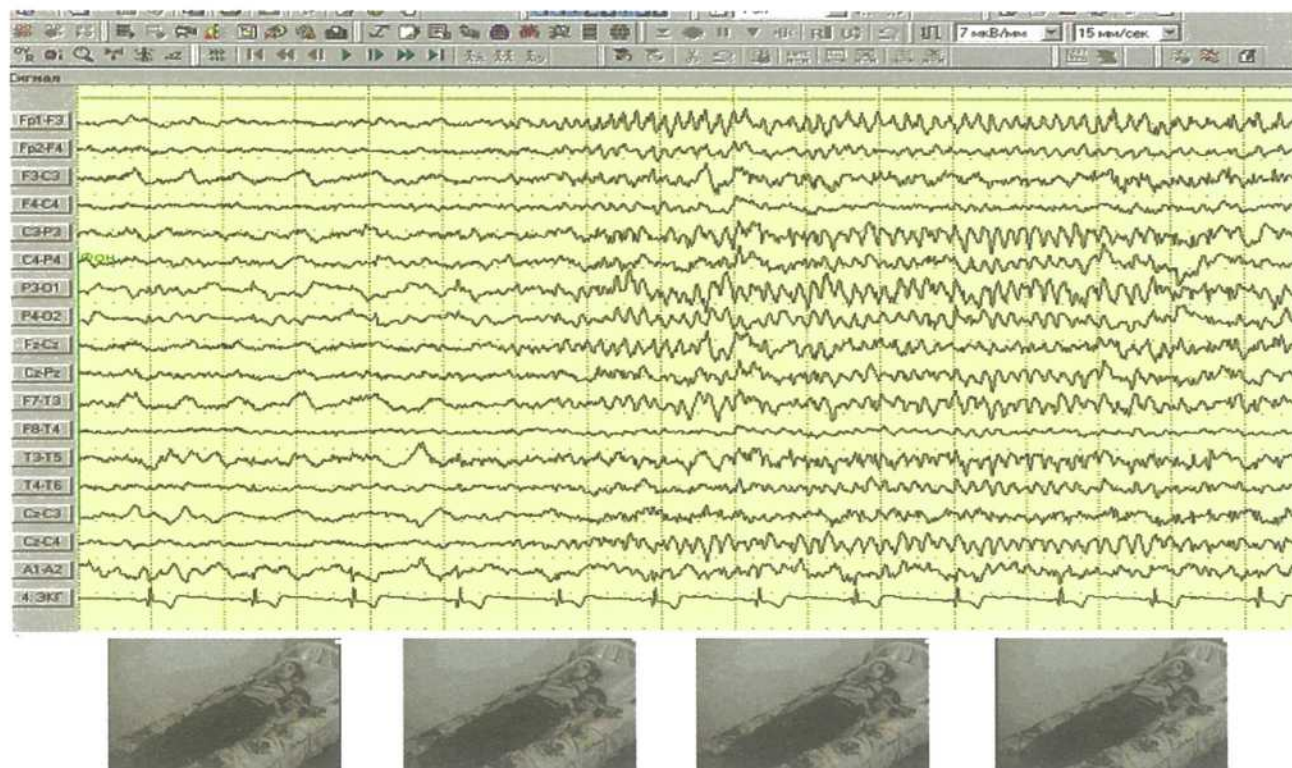 7 мкВ/мм 15 мм/сек
Сигнал
Fp1-F3
Fp2-F4
F3-C3
F4-C4
C3-P3
C4-P4
ФОН
P3-O1
P4-O2
Fz-Cz
Cz-Pz
F7-T3
F8-T4
T3-T5
T4-T6
Cz-C3
Cz-C4
A1-A2
4. ЭКГ